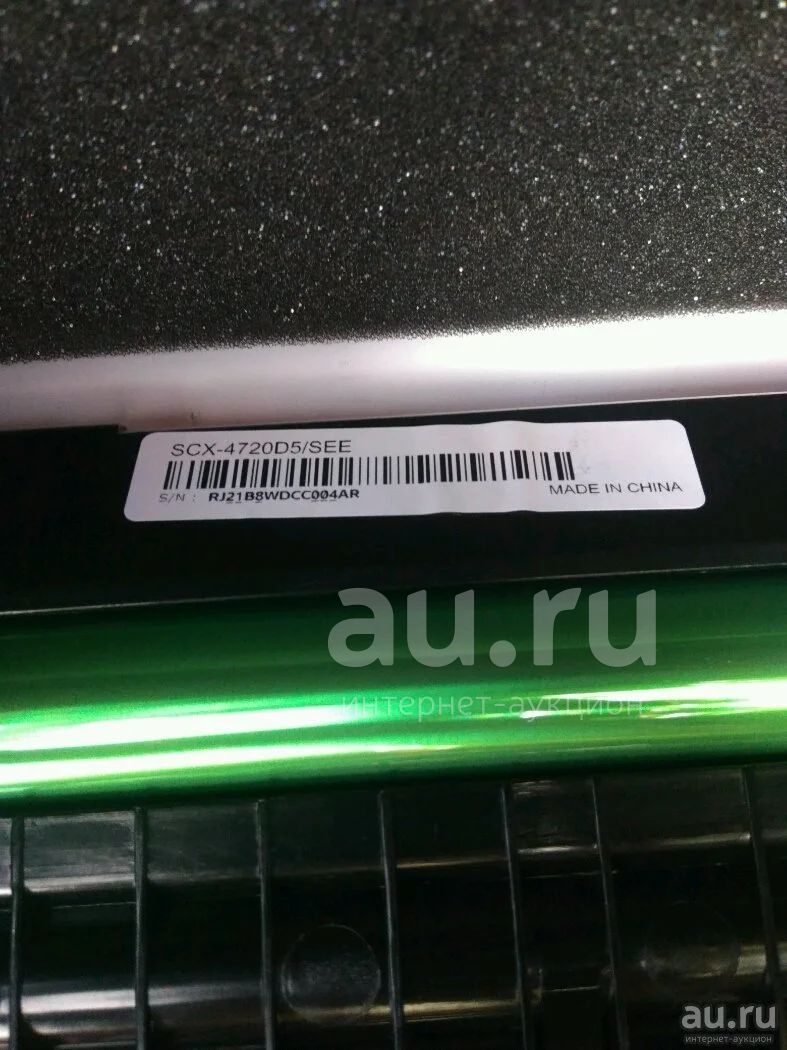 SCX-4720D5/SEE
S/N : RJ21B8WDCC004AR
MADE IN CHINA
au.ru
интернет-аукцион
au.ru
интернет-аукцион